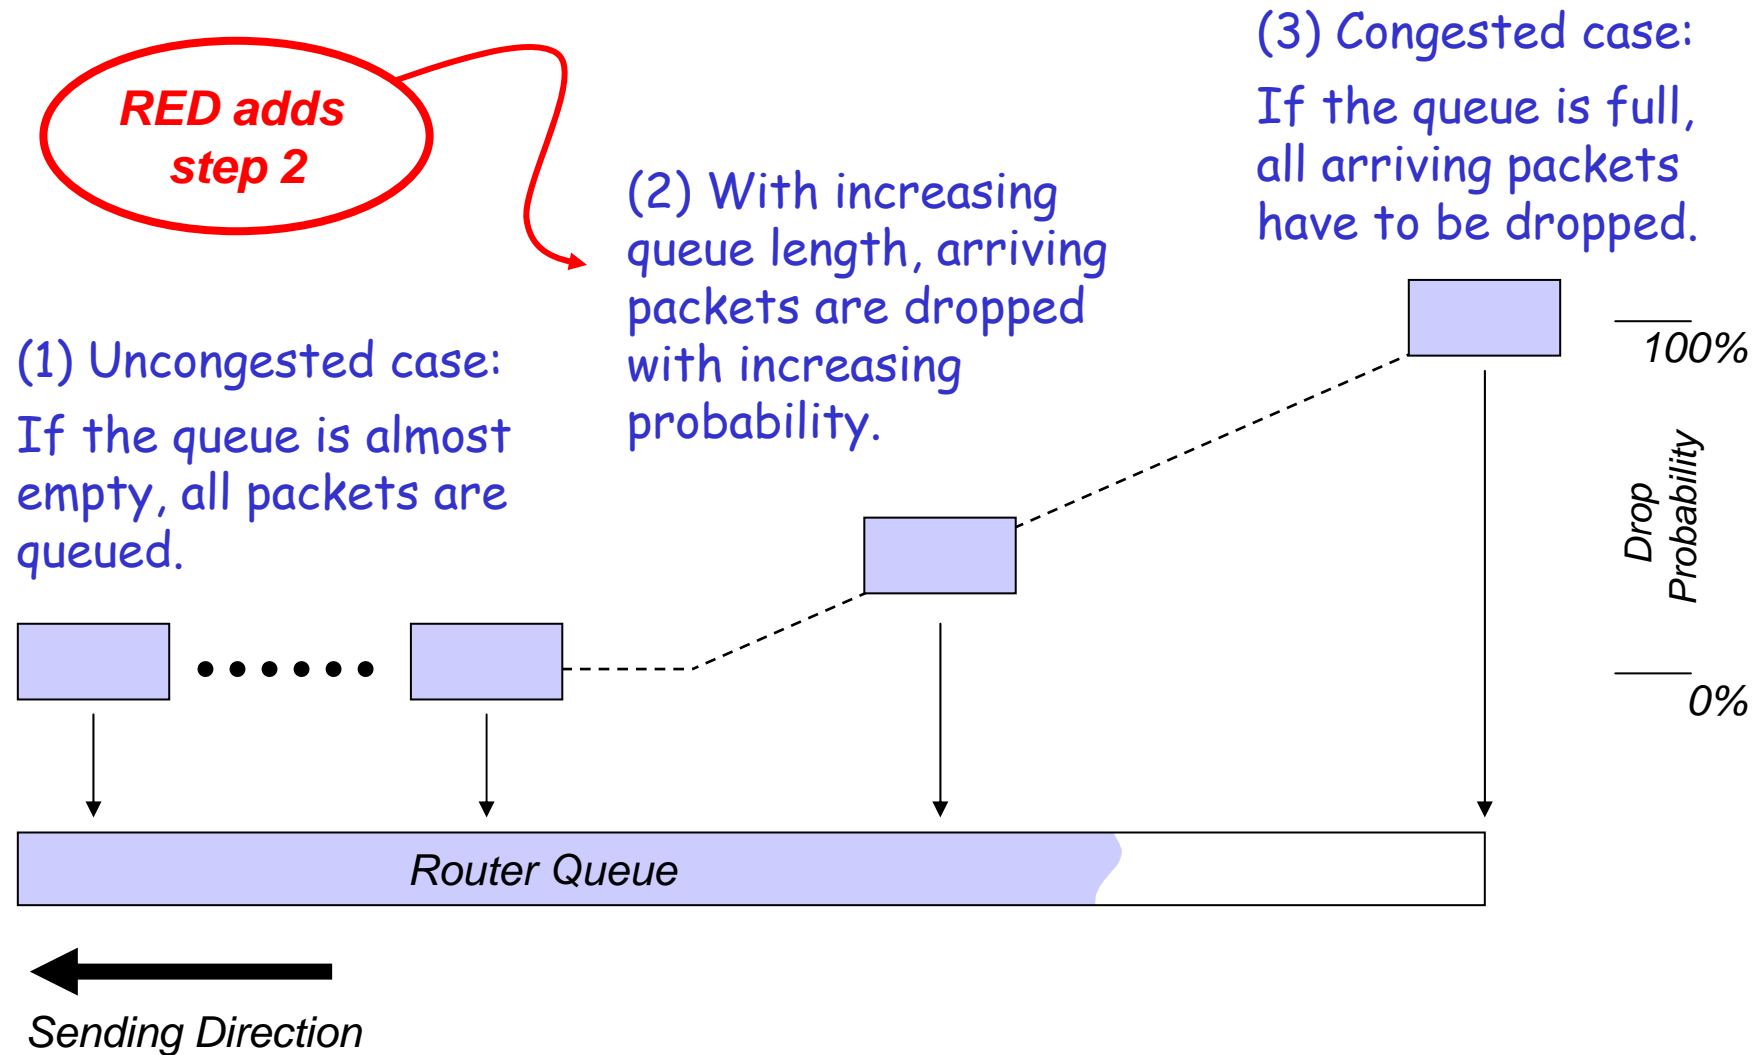 RED adds
step 2
(1) Uncongested case:
If the queue is almost
empty, all packets are
queued.
(2) With increasing
queue length, arriving
packets are dropped
with increasing
probability.
(3) Congested case:
If the queue is full,
all arriving packets
have to be dropped.
100%
Drop
Probability
0%
Router Queue
Sending Direction